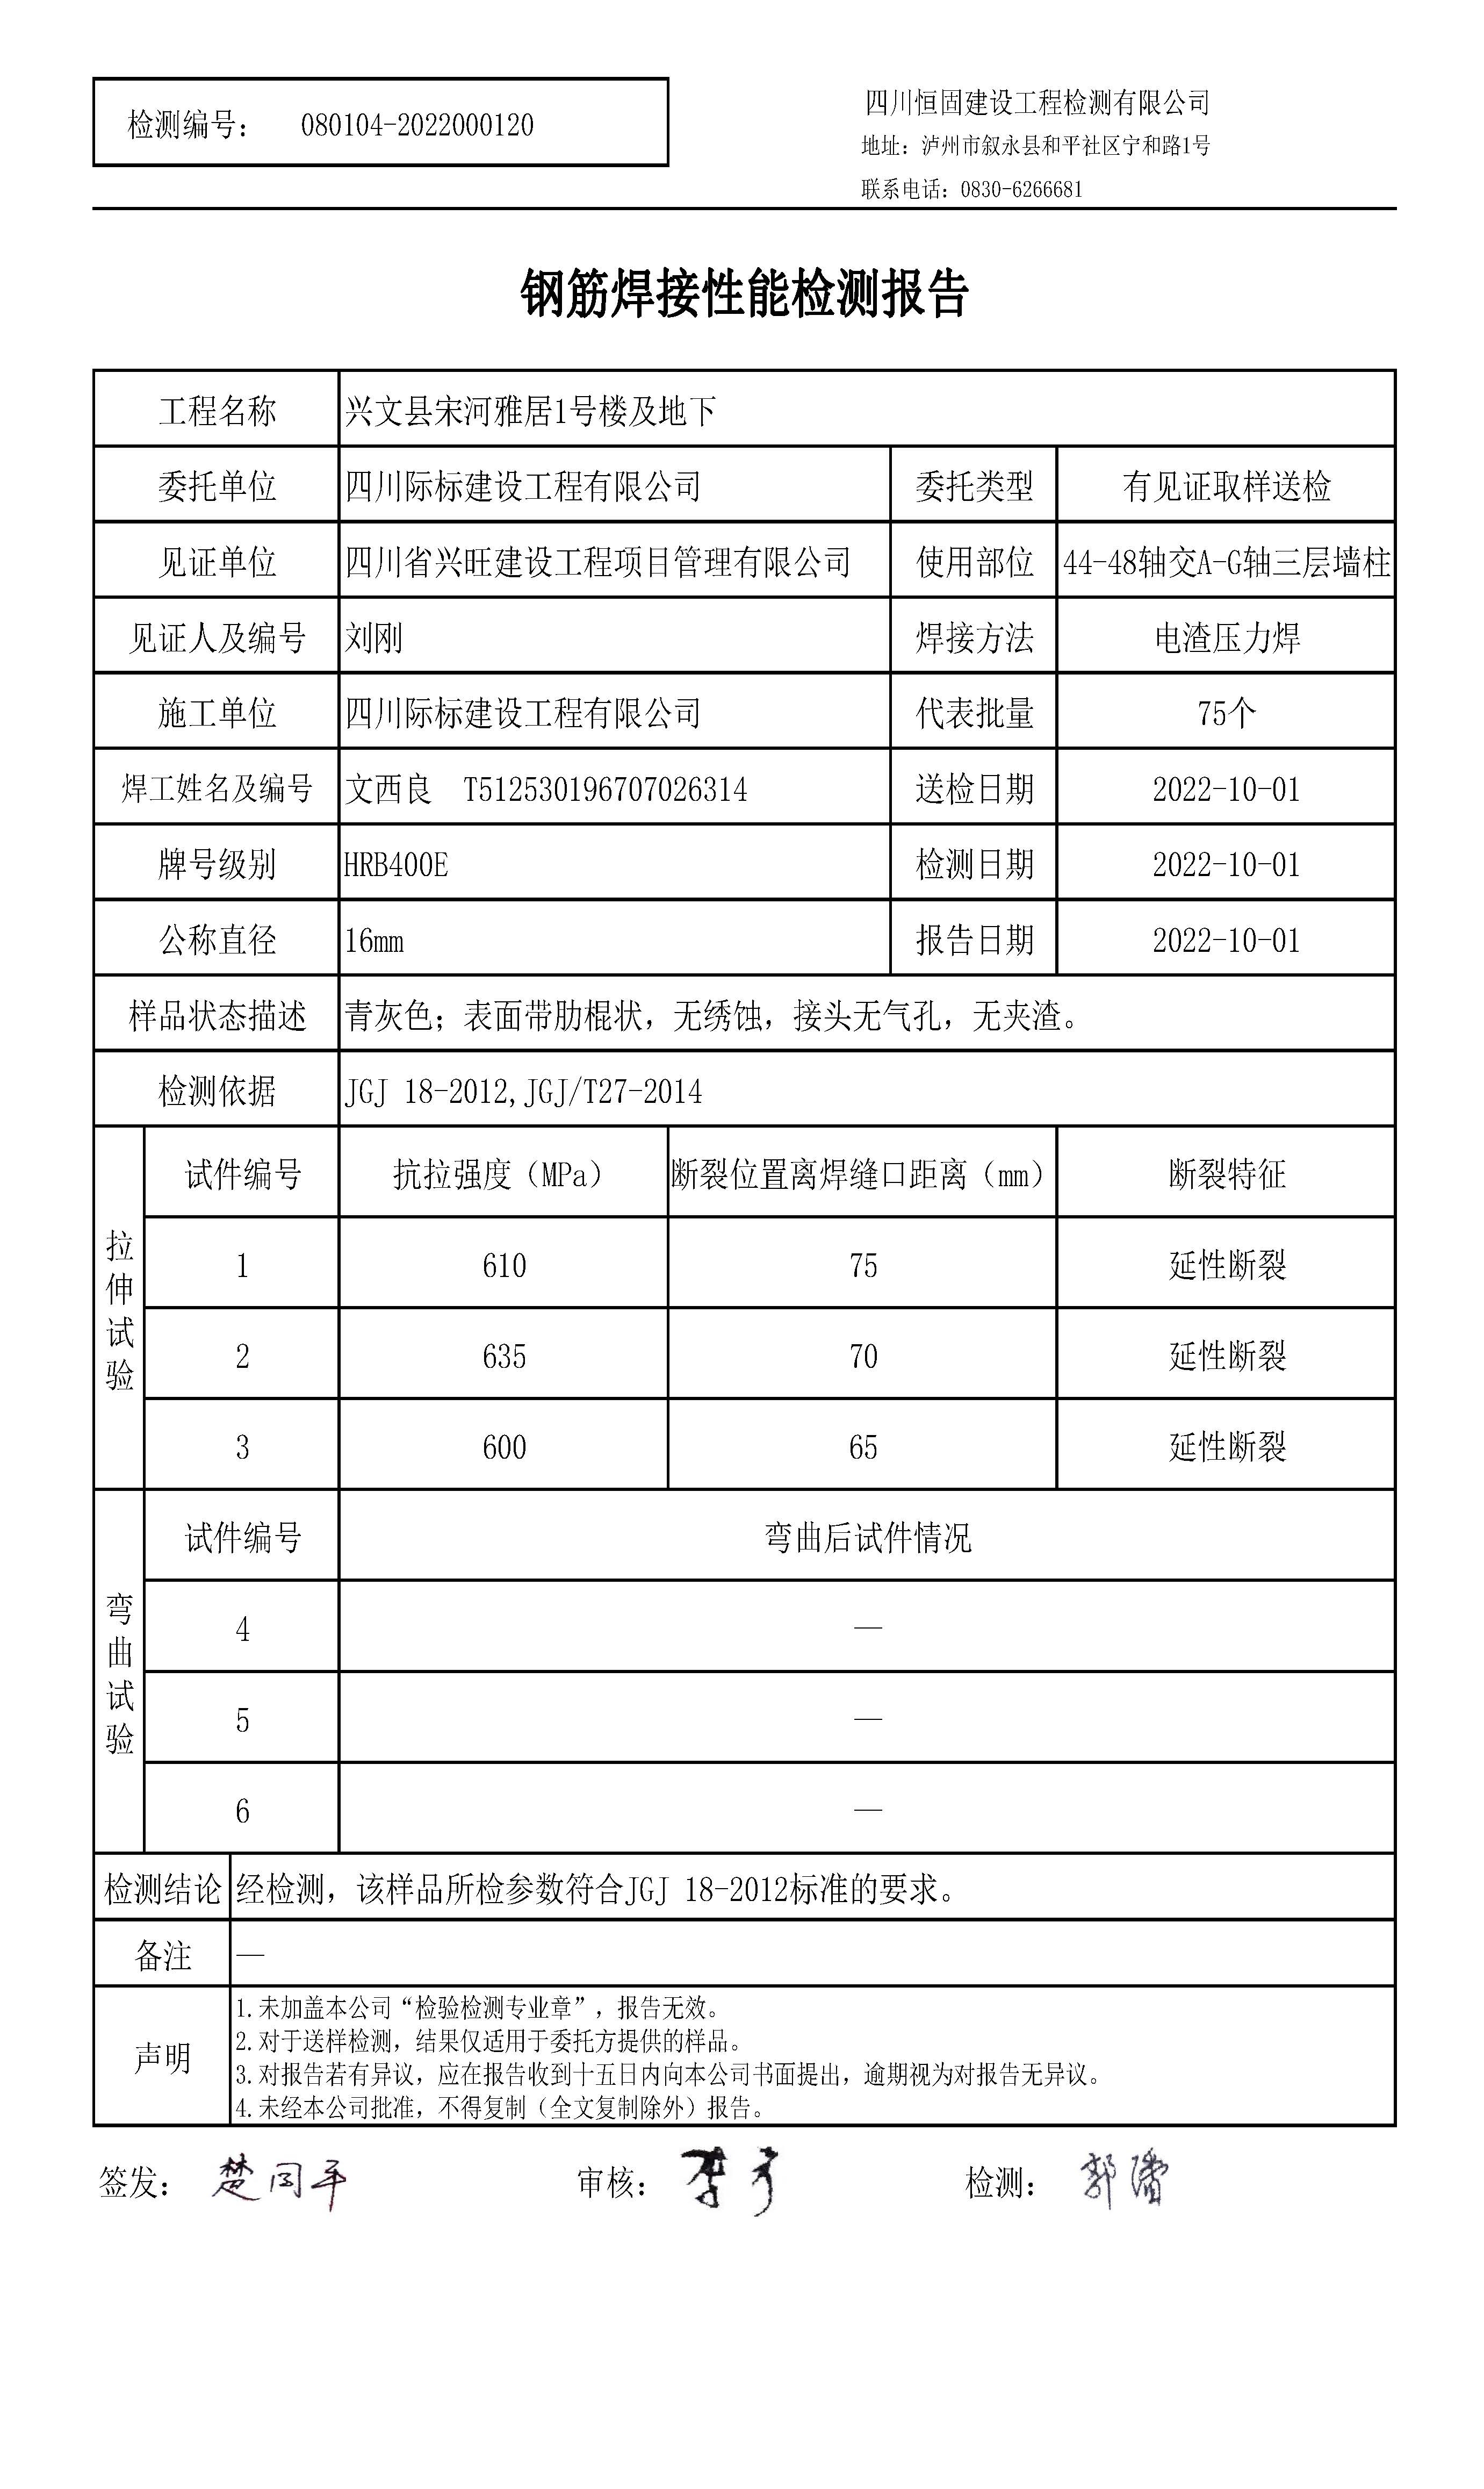 检测编号： 080104-2022000120
四川恒固建设工程检测有限公司
地址：泸州市叙永县和平社区宁和路1号
联系电话：0830-6266681
钢筋焊接性能检测报告
工程名称 兴文县宋河雅居1号楼及地下
委托单位 四川际标建设工程有限公司 委托类型 有见证取样送检
见证单位 四川省兴旺建设工程项目管理有限公司 使用部位 44-48轴交A-G轴三层墙柱
见证人及编号 刘刚 焊接方法 电渣压力焊
施工单位 四川际标建设工程有限公司 代表批量 75个
焊工姓名及编号 文西良 T512530196707026314 送检日期 2022-10-01
牌号级别 HRB400E 检测日期 2022-10-01
公称直径 16mm 报告日期 2022-10-01
样品状态描述 青灰色；表面带肋棍状，无绣蚀，接头无气孔，无夹渣。
检测依据 JGJ 18-2012,JGJ/T27-2014
拉伸试验
试件编号 抗拉强度（MPa） 断裂位置离焊缝口距离（mm） 断裂特征
1 610 75 延性断裂
2 635 70 延性断裂
3 600 65 延性断裂
弯曲试验
试件编号 弯曲后试件情况
4 —
5 —
6 —
检测结论 经检测，该样品所检参数符合JGJ 18-2012标准的要求。
备注 —
声明
1.未加盖本公司“检验检测专业章”，报告无效。
2.对于送样检测，结果仅适用于委托方提供的样品。
3.对报告若有异议，应在报告收到十五日内向本公司书面提出，逾期视为对报告无异议。
4.未经本公司批准，不得复制（全文复制除外）报告。
签发： 审核： 检测：